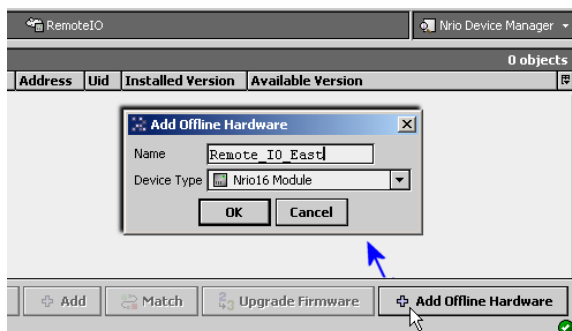 RemoteIO
Nrio Device Manager
0 objects
Address Uid Installed Version Available Version
Add Offline Hardware
Name Remote_IO_East
Device Type Nrio16 Module
OK Cancel
Add Match Upgrade Firmware Add Offline Hardware